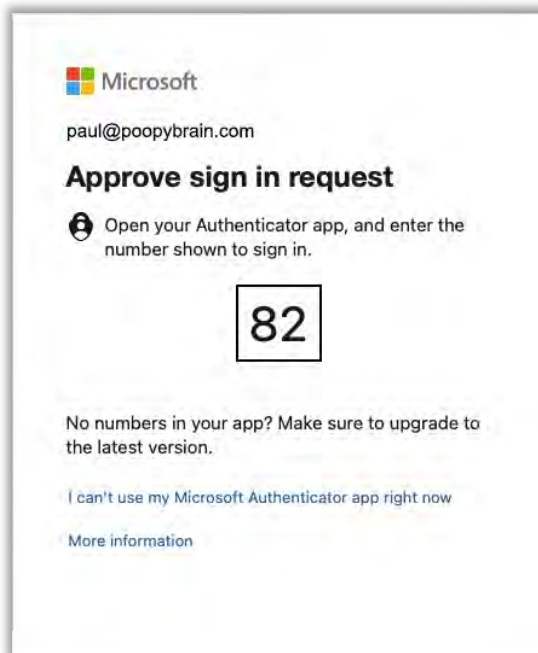 Microsoft
paul@poopybrain.com
Approve sign in request
Open your Authenticator app, and enter the
number shown to sign in.
82
No numbers in your app? Make sure to upgrade to
the latest version.
I can't use my Microsoft Authenticator app right now
More information